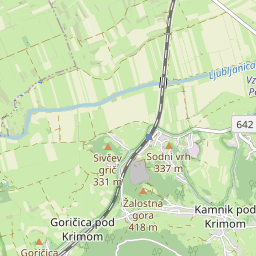 Ljubljanica
642
Sivčev
grič
331 m
Sodni vrh
337 m
Žalostna
gora
418 m
Goričica pod
Krimom
Kamnik pod
Krimom
Goričica